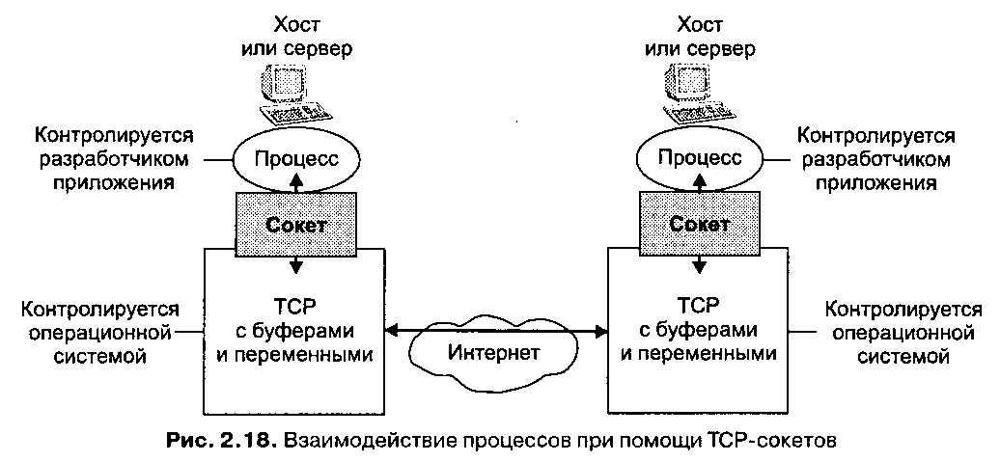 Хост
или сервер
Хост
или сервер
Контролируется
разработчиком
приложения
Процесс
Процесс
Контролируется
разработчиком
приложения
Сокет
Сокет
Контролируется
операционной
системой
TCP
с буферами
и переменными
Интернет
TCP
с буферами
и переменными
Контролируется
операционной
системой
Рис. 2.18. Взаимодействие процессов при помощи TCP-сокетов